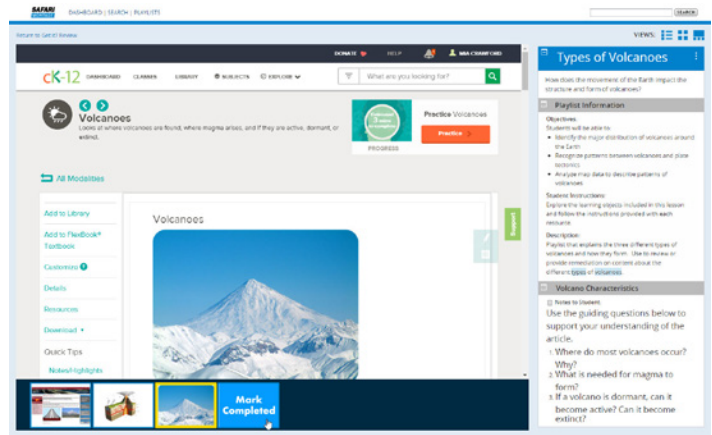 SAFARI
MONTAGE
DASHBOARD | SEARCH | PLAYLISTS
SEARCH
Return to Get It! Review
VIEWS:
DONATE
HELP
MIA CRAWFORD
cK-12
DASHBOARD
CLASSES
LIBRARY
SUBJECTS
EXPLORE
What are you looking for?
Volcanoes
Looks at where volcanoes are found, where magma arises, and if they are active, dormant, or
extinct.
PROGRESS
Practice Volcanoes
Practice
All Modalities
Add to Library
Add to FlexBook®
Textbook
Customize
Details
Resources
Download
Quick Tips
Notes/Highlights
Volcanoes
Support
Mark
Completed
Types of Volcanoes
How does the movement of the Earth impact the
structure and form of volcanoes?
Playlist Information
Objectives:
Students will be able to:
• Identify the major distribution of volcanoes around
the Earth
• Recognize patterns between volcanoes and plate
tectonics
• Analyze map data to describe patterns of
volcanoes
Student Instructions:
Explore the learning objects included in this lesson
and follow the instructions provided with each
resource.
Description:
Playlist that explains the three different types of
volcanoes and how they form. Use to review or
provide remediation on content about the
different types of volcanoes.
Volcano Characteristics
Notes to Student:
Use the guiding questions below to
support your understanding of the
article.
1. Where do most volcanoes occur?
Why?
2. What is needed for magma to
form?
3. If a volcano is dormant, can it
become active? Can it become
extinct?